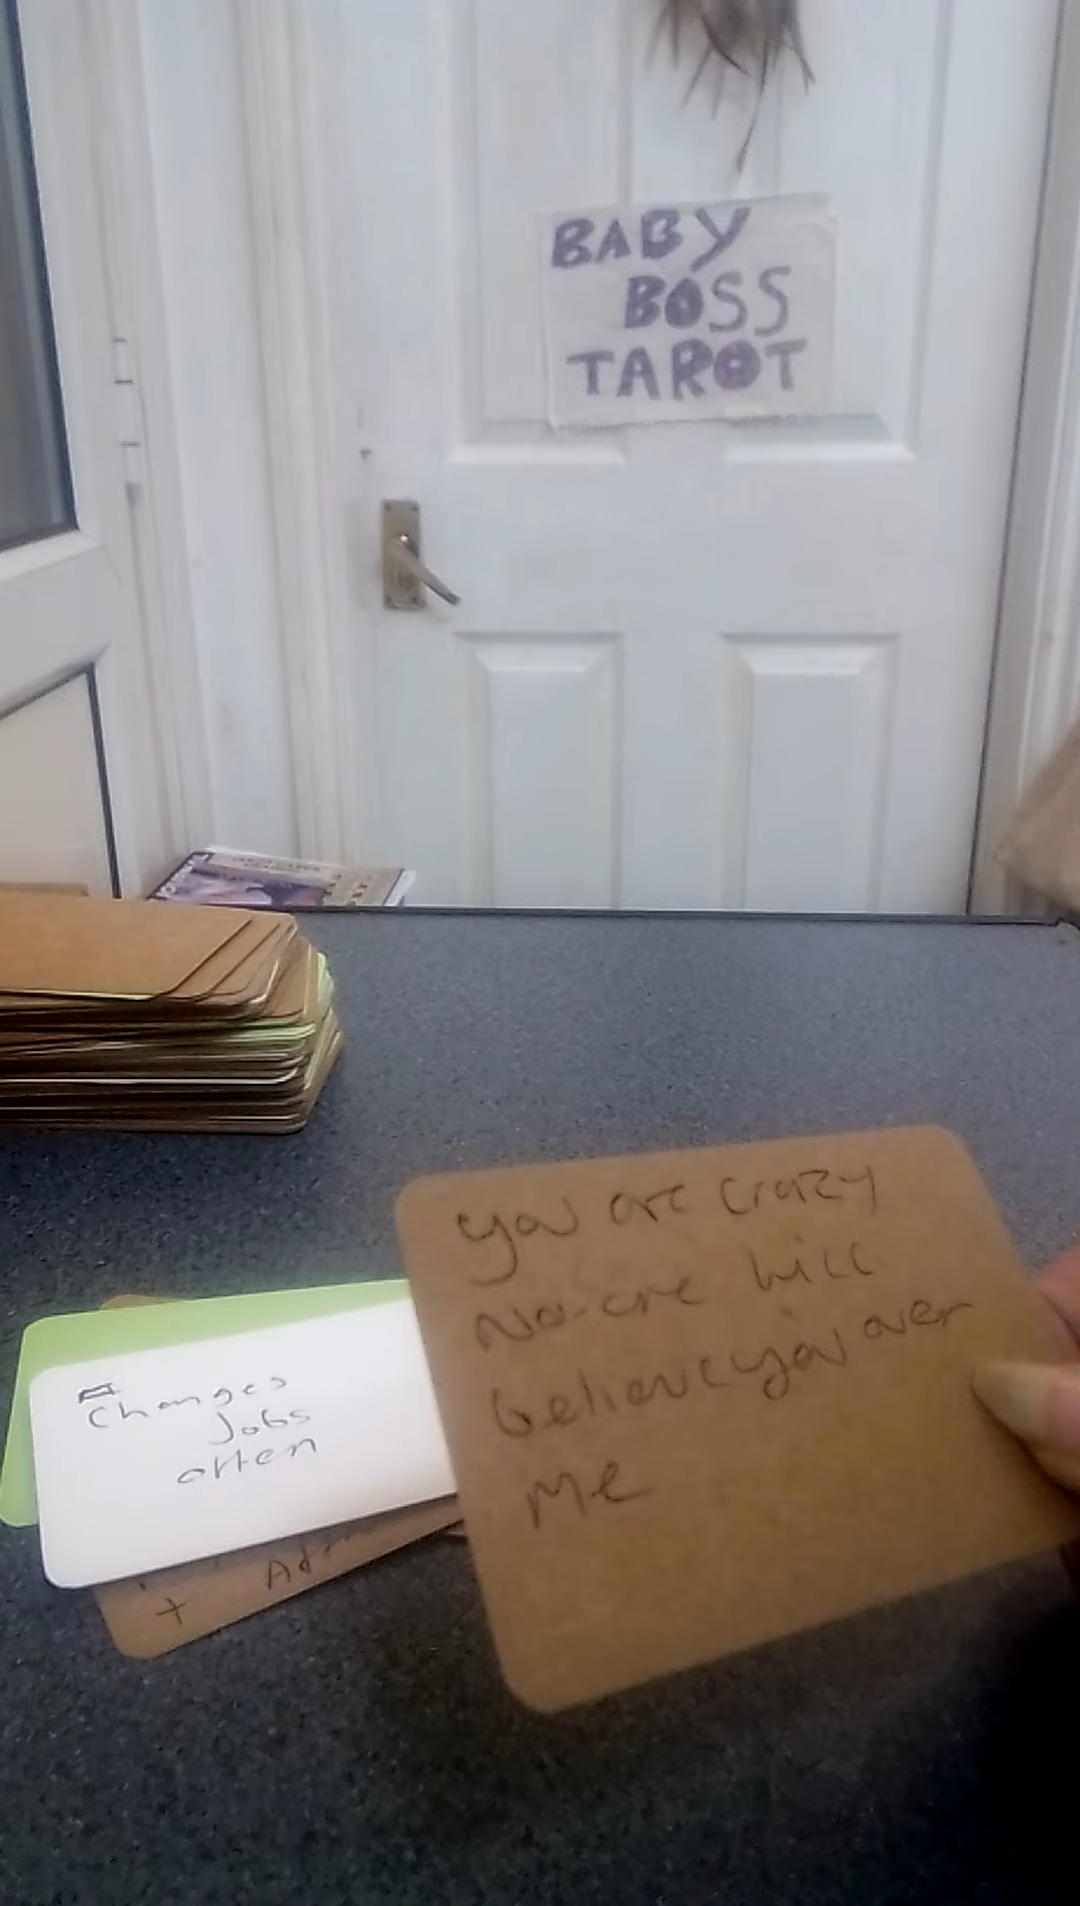 BABY
BOSS
TAROT
you are crazy
No-one will
believe you over
Me
Changes
Jobs
often
+